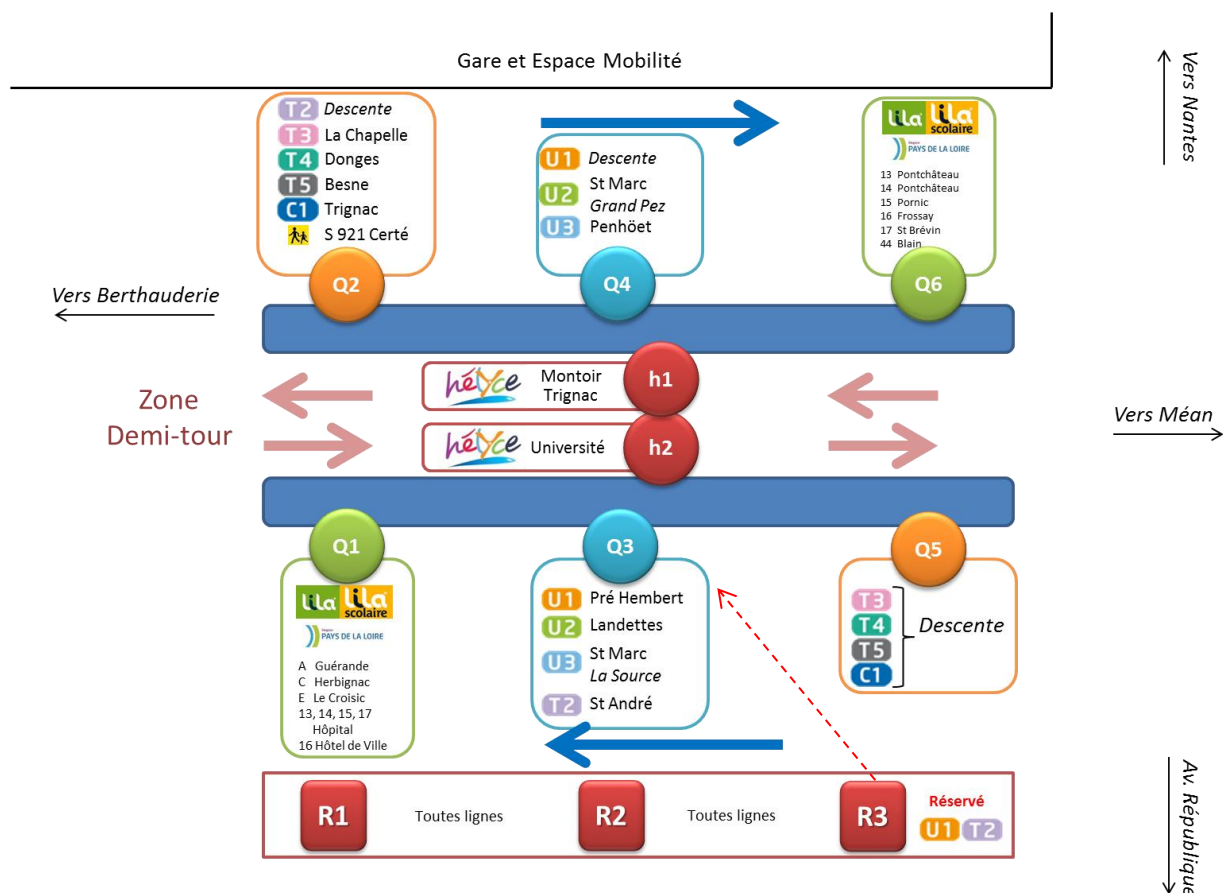 Gare et Espace Mobilité
Vers Nantes
T2 Descente
T3 La Chapelle
T4 Donges
T5 Besne
C1 Trignac
S 921 Certé
Q2
U1 Descente
U2 St Marc
Grand Pez
U3 Penhöet
Q4
Lila Lila
scolaire
Région
PAYS DE LA LOIRE
13 Pontchâteau
14 Pontchâteau
15 Pornic
16 Frossay
17 St Brévin
44 Blain
Q6
Vers Berthauderie
hélYce Montoir
Trignac
h1
Zone
Demi-tour
hélYce Université
h2
Vers Méan
Q1
Lila Lila
scolaire
Région
PAYS DE LA LOIRE
A Guérande
C Herbignac
E Le Croisic
13, 14, 15, 17
Hôpital
16 Hôtel de Ville
Q3
U1 Pré Hembert
U2 Landettes
U3 St Marc
La Source
T2 St André
Q5
T3
T4
T5
C1
Descente
R1
Toutes lignes
R2
Toutes lignes
R3
Réservé
U1 T2
Av. République